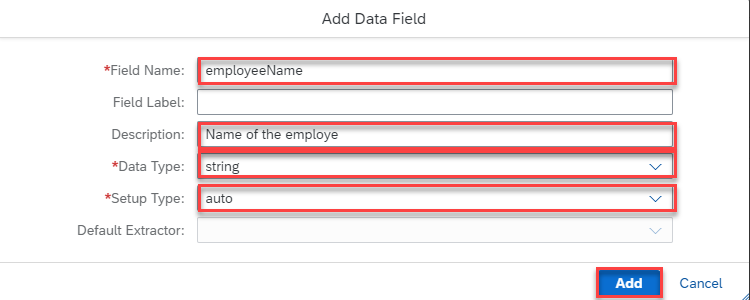 Add Data Field
*Field Name: employeeName
Field Label:
Description: Name of the employe
*Data Type: string
*Setup Type: auto
Default Extractor:
Add Cancel